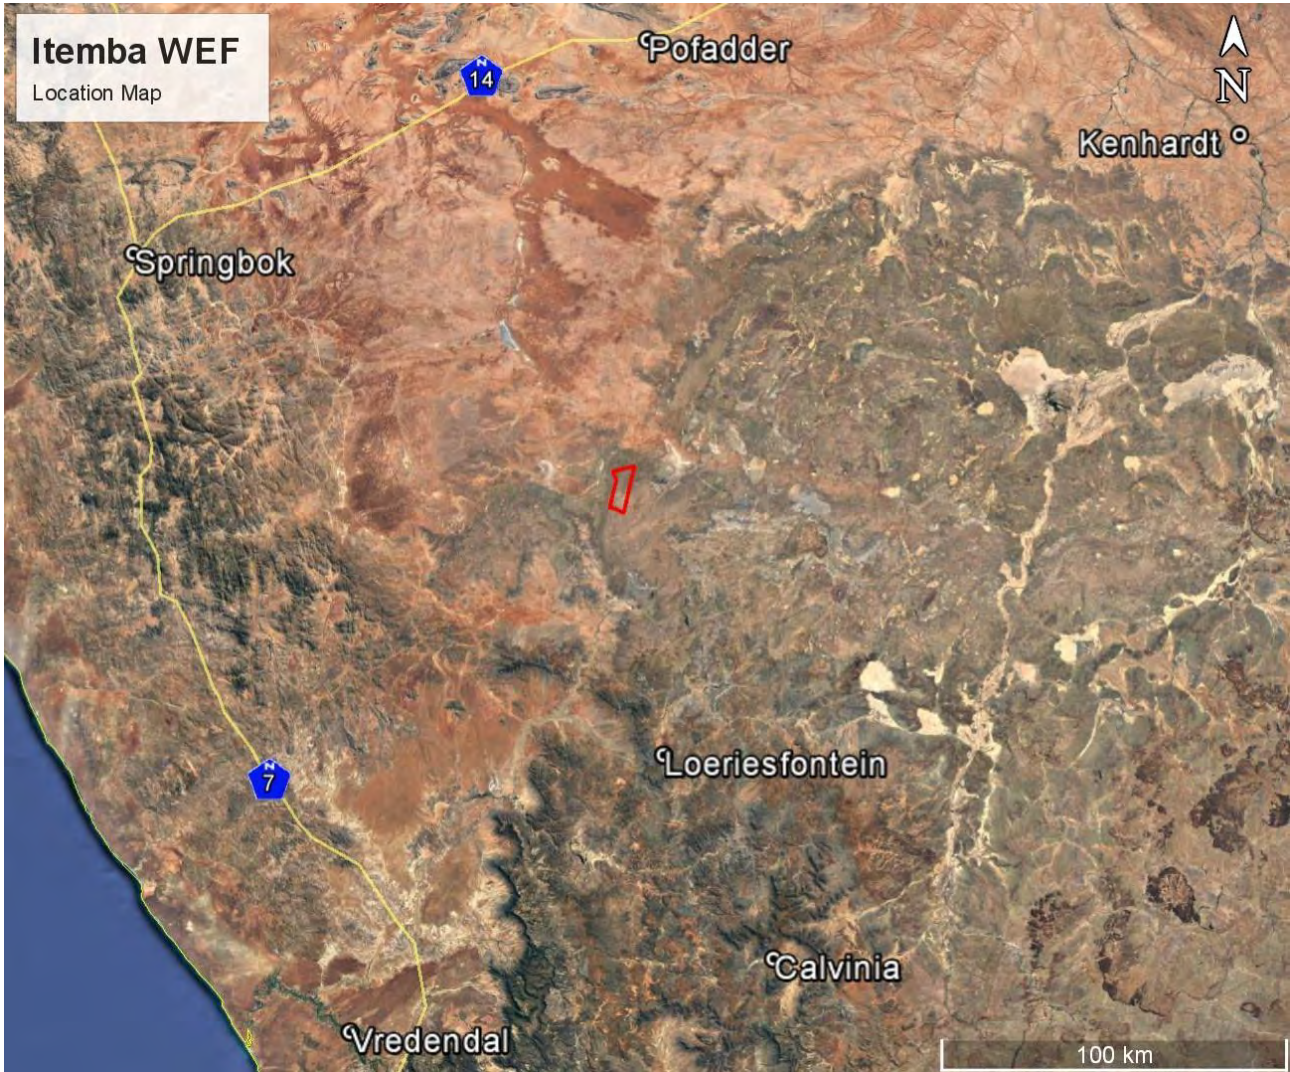 Itemba WEF
Location Map
Pofadder
N
14
N
Kenhardt
Springbok
Loeriesfontein
N
7
Calvinia
Vredendal
100 km